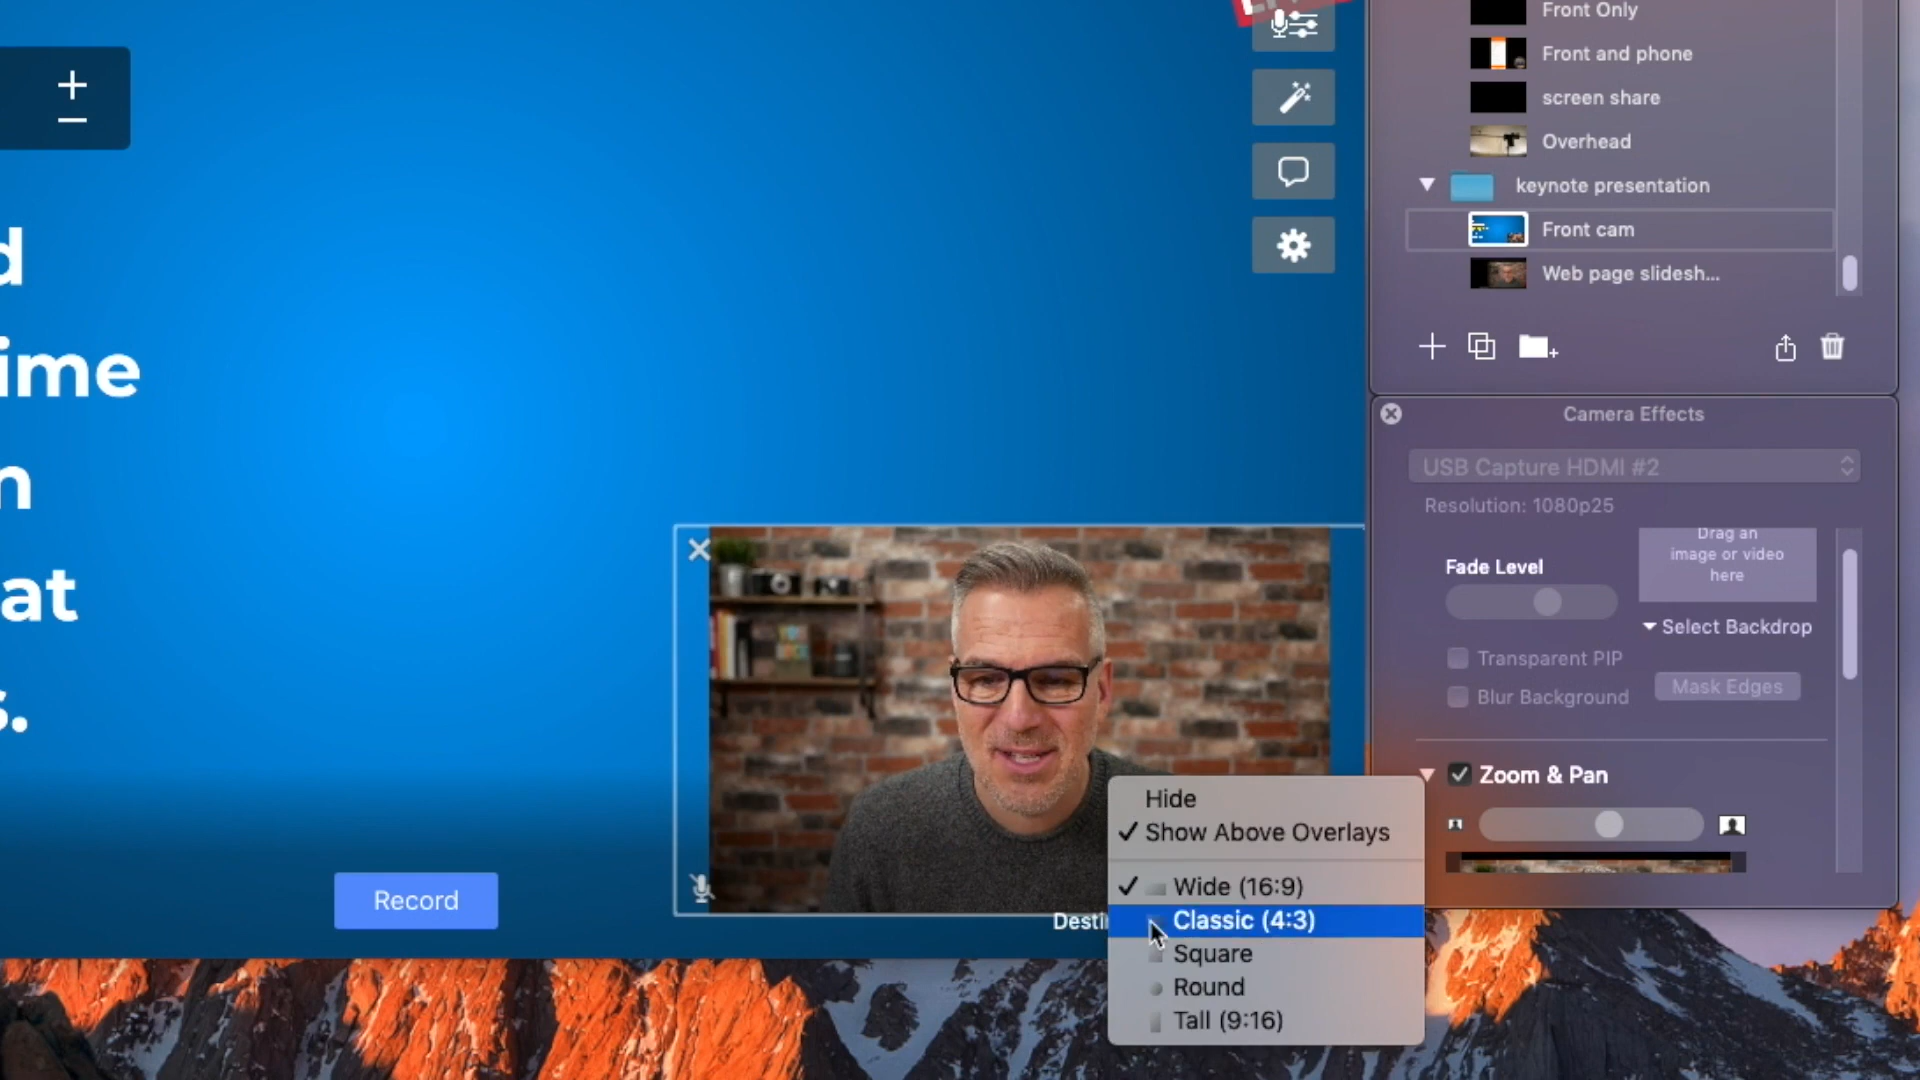 d
ime
n
at
s.
Record
Front Only
Front and phone
screen share
Overhead
keynote presentation
Front cam
Web page slidesh...
Camera Effects
USB Capture HDMI #2
Resolution: 1080p25
Drag an
image or video
here
Fade Level
Select Backdrop
Transparent PIP
Mask Edges
Blur Background
Zoom & Pan
Hide
Show Above Overlays
Wide (16:9)
Classic (4:3)
Square
Round
Tall (9:16)
Desti